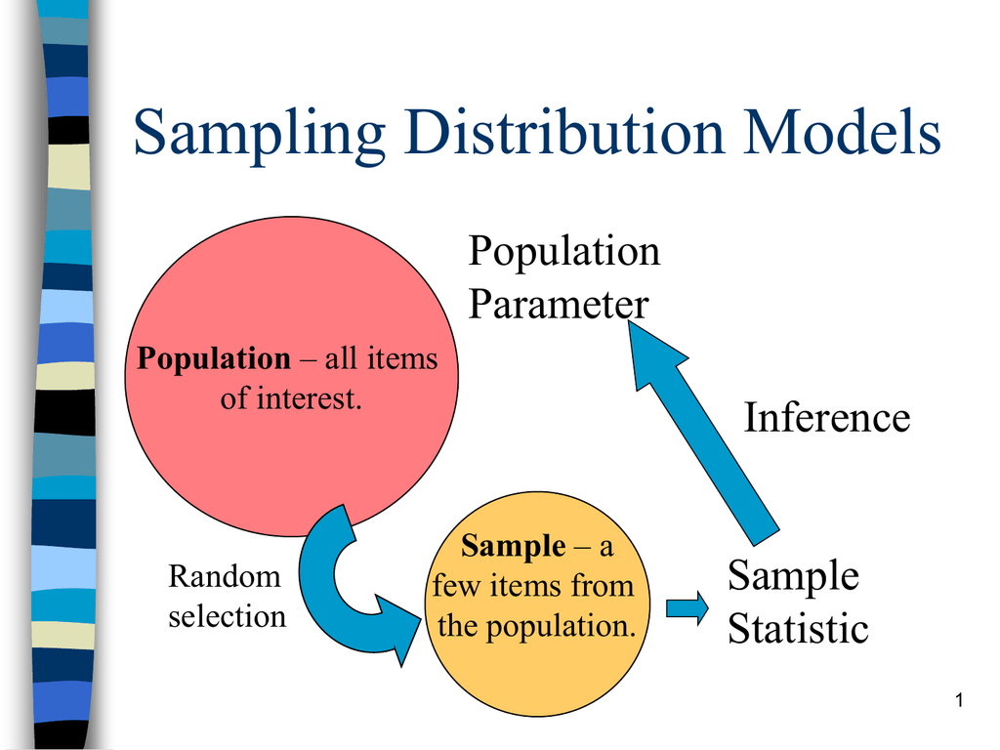 Sampling Distribution Models
Population
Parameter
Population – all items
of interest.
Inference
Sample – a
few items from
the population.
Random
selection
Sample
Statistic
1